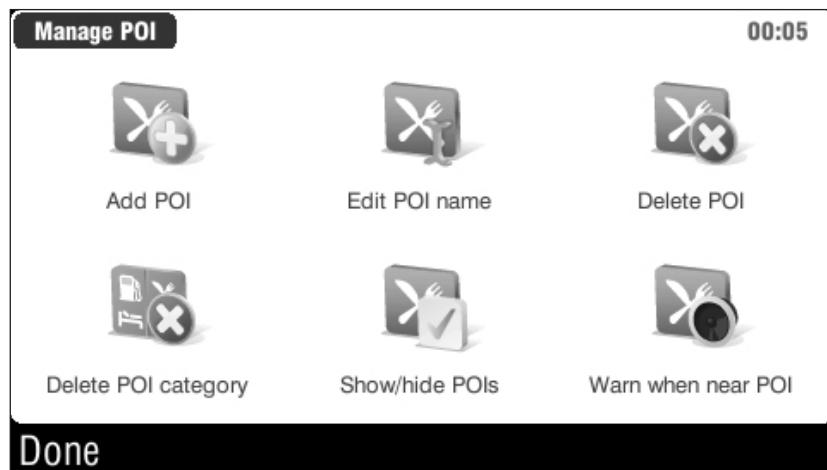 Manage POI 00:05
Add POI Edit POI name Delete POI
Delete POI category Show/hide POIs Warn when near POI
Done